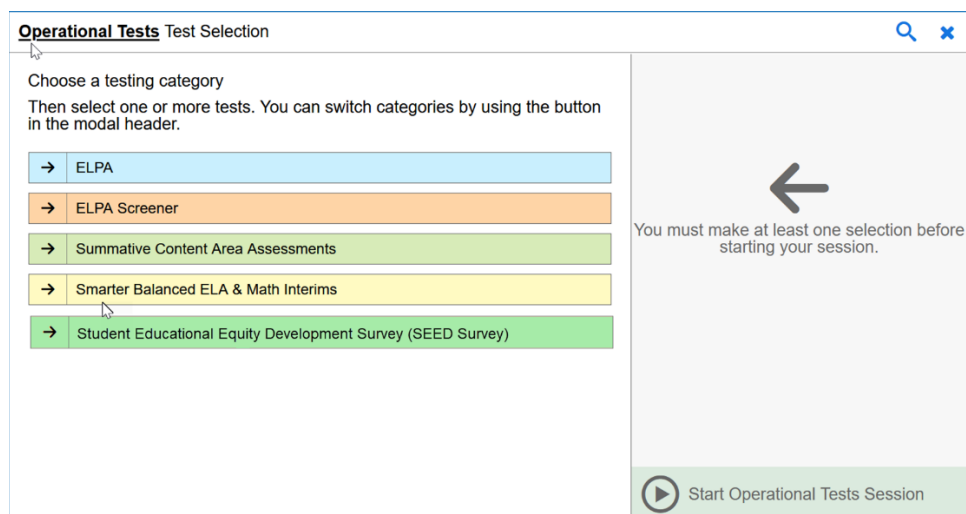 Operational Tests Test Selection
Choose a testing category
Then select one or more tests. You can switch categories by using the button
in the modal header.
ELPA
ELPA Screener
Summative Content Area Assessments
Smarter Balanced ELA & Math Interims
Student Educational Equity Development Survey (SEED Survey)
You must make at least one selection before
starting your session.
Start Operational Tests Session